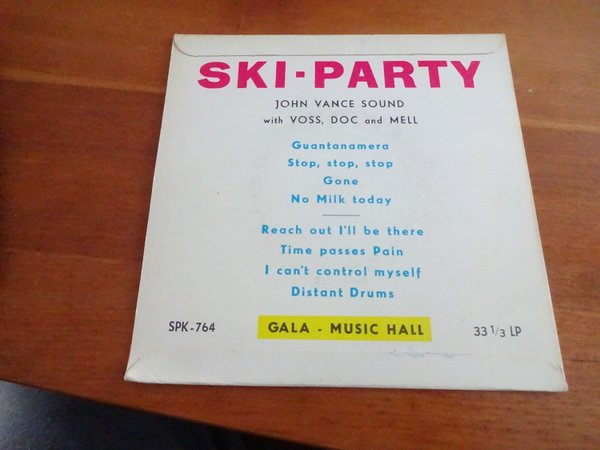 SKI-PARTY
JOHN VANCE SOUND
with VOSS, DOC and MELL
Guantanamera
Stop, stop, stop
Gone
No Milk today
Reach out I'll be there
Time passes Pain
I can't control myself
Distant Drums
SPK-764 GALA - MUSIC HALL 33 1/3 LP